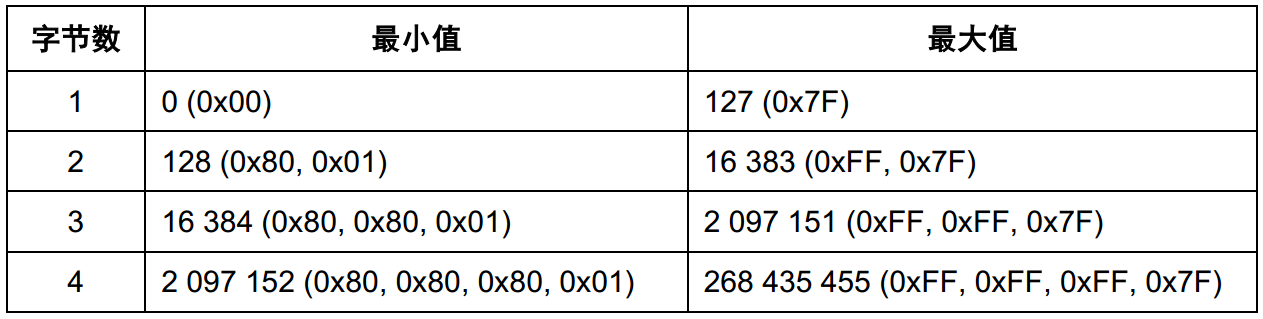 字节数 最小值 最大值
1 0 (0x00) 127 (0x7F)
2 128 (0x80, 0x01) 16 383 (0xFF, 0x7F)
3 16 384 (0x80, 0x80, 0x01) 2 097 151 (0xFF, 0xFF, 0x7F)
4 2 097 152 (0x80, 0x80, 0x80, 0x01) 268 435 455 (0xFF, 0xFF, 0xFF, 0x7F)